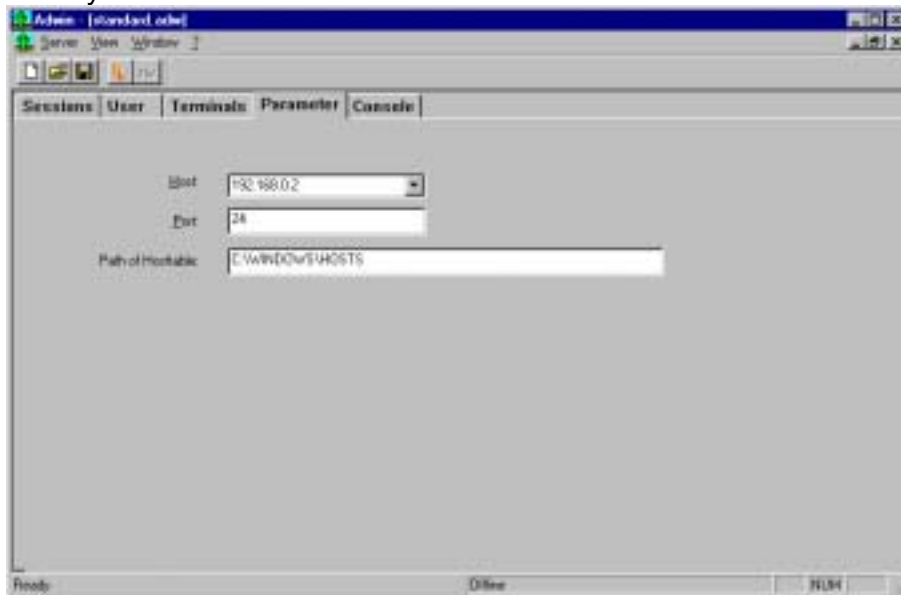 Admin - [standard.adw]
Server View Window ?
Sessions User Terminals Parameter Console
Host 192.168.0.2
Port 24
Path of Hosttable C:\WINDOWS\HOSTS
Ready Offline NUM